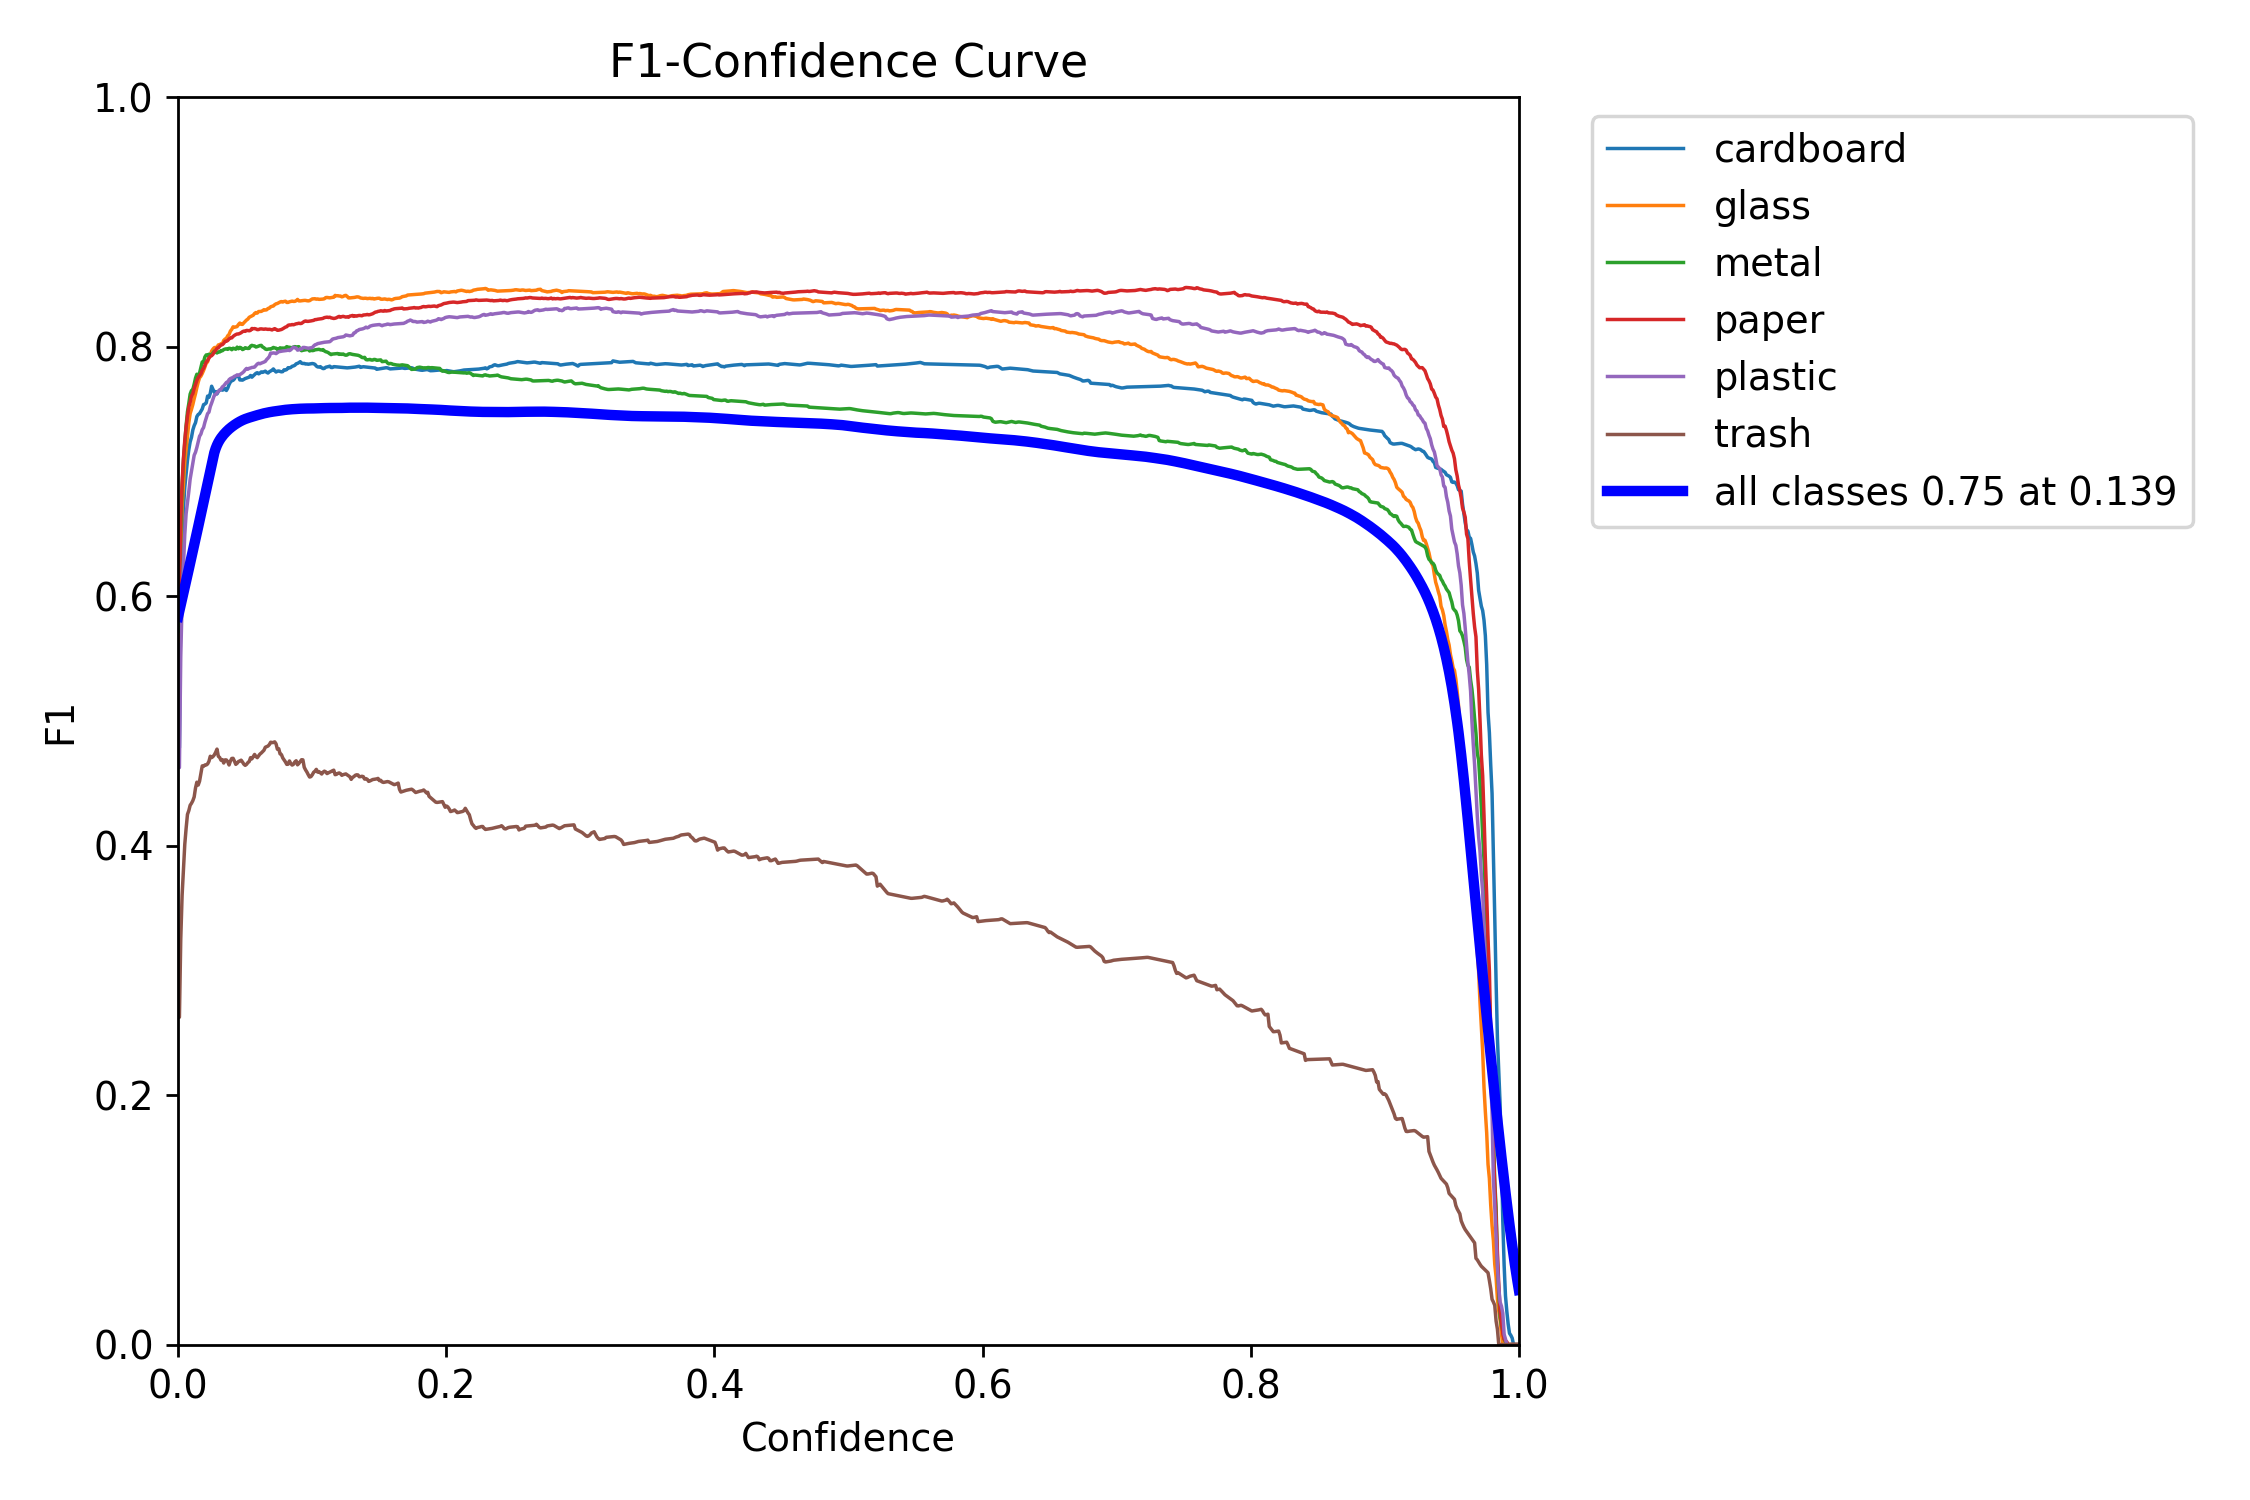 F1-Confidence Curve
1.0
0.8
0.6
0.4
0.2
0.0
F1
0.0 0.2 0.4 0.6 0.8 1.0
Confidence
cardboard
glass
metal
paper
plastic
trash
all classes 0.75 at 0.139